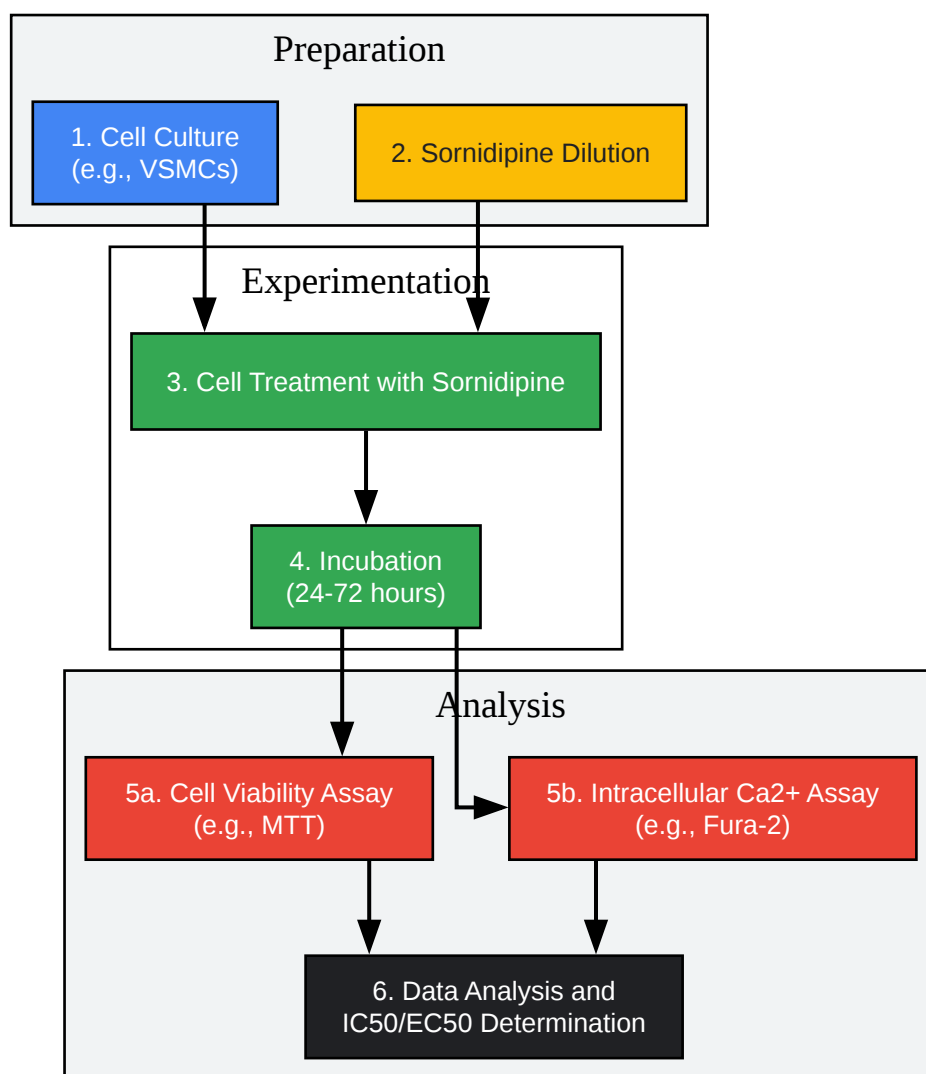 Preparation
1. Cell Culture
(e.g., VSMCs)
2. Sornidipine Dilution
Experimentation
3. Cell Treatment with Sornidipine
4. Incubation
(24-72 hours)
Analysis
5a. Cell Viability Assay
(e.g., MTT)
5b. Intracellular Ca2+ Assay
(e.g., Fura-2)
6. Data Analysis and
IC50/EC50 Determination